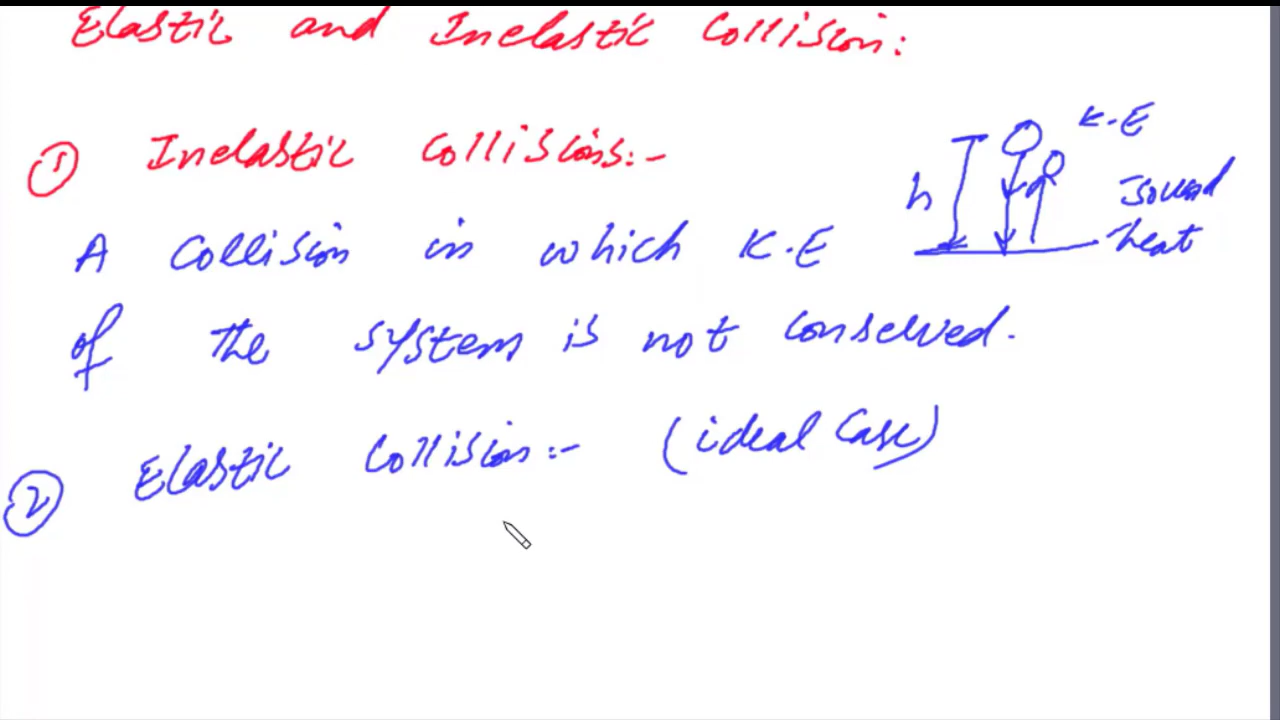 Elastic and Inelastic Collision:
① Inelastic Collisions:-
A Collision in which K.E
of the system is not conserved.
② Elastic Collision:- (ideal Case)
K.E
h
sound
heat